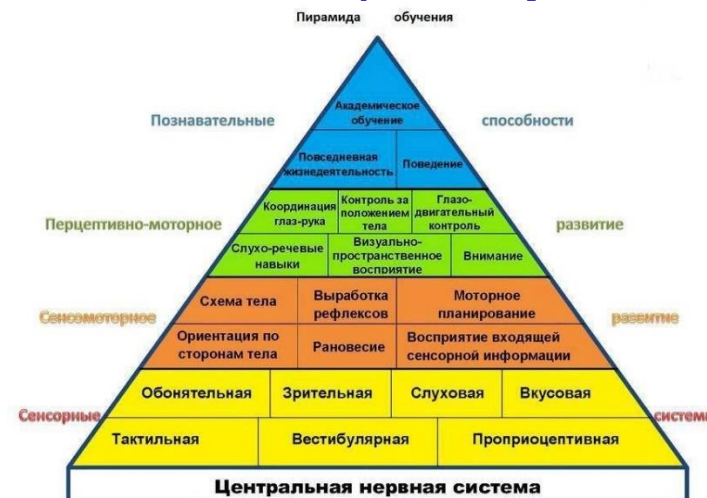 Пирамида обучения
Академическое
обучение
Познавательные способности
Повседневная
жизнедеятельность
Поведение
Координация
глаз-рука
Контроль за
положением
тела
Глазо-
двигательный
контроль
Перцептивно-моторное развитие
Слухо-речевые
навыки
Визуально-
пространственное
восприятие
Внимание
Схема тела
Выработка
рефлексов
Моторное
планирование
Сенсомоторное развитие
Ориентация по
сторонам тела
Рановесие
Восприятие входящей
сенсорной информации
Обонятельная
Зрительная
Слуховая
Вкусовая
Сенсорные систем
Тактильная
Вестибулярная
Проприоцептивная
Центральная нервная система